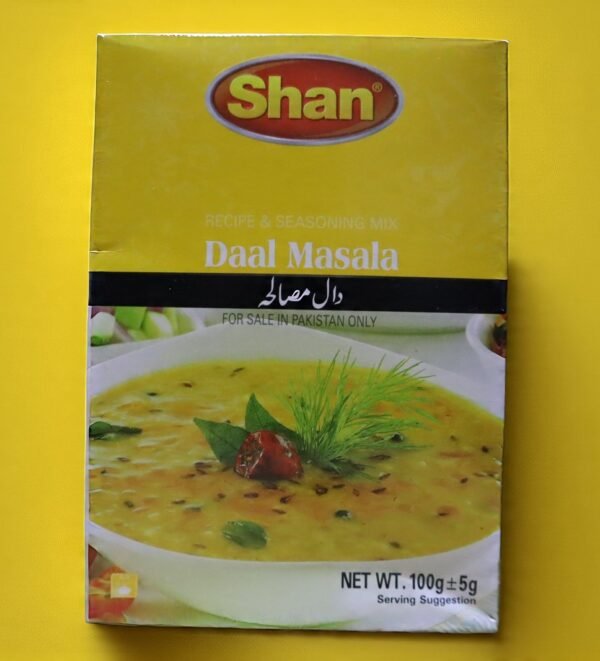 Shan®
RECIPE & SEASONING MIX
Daal Masala
دال مصالحہ
FOR SALE IN PAKISTAN ONLY
NET WT. 100g±5g
Serving Suggestion